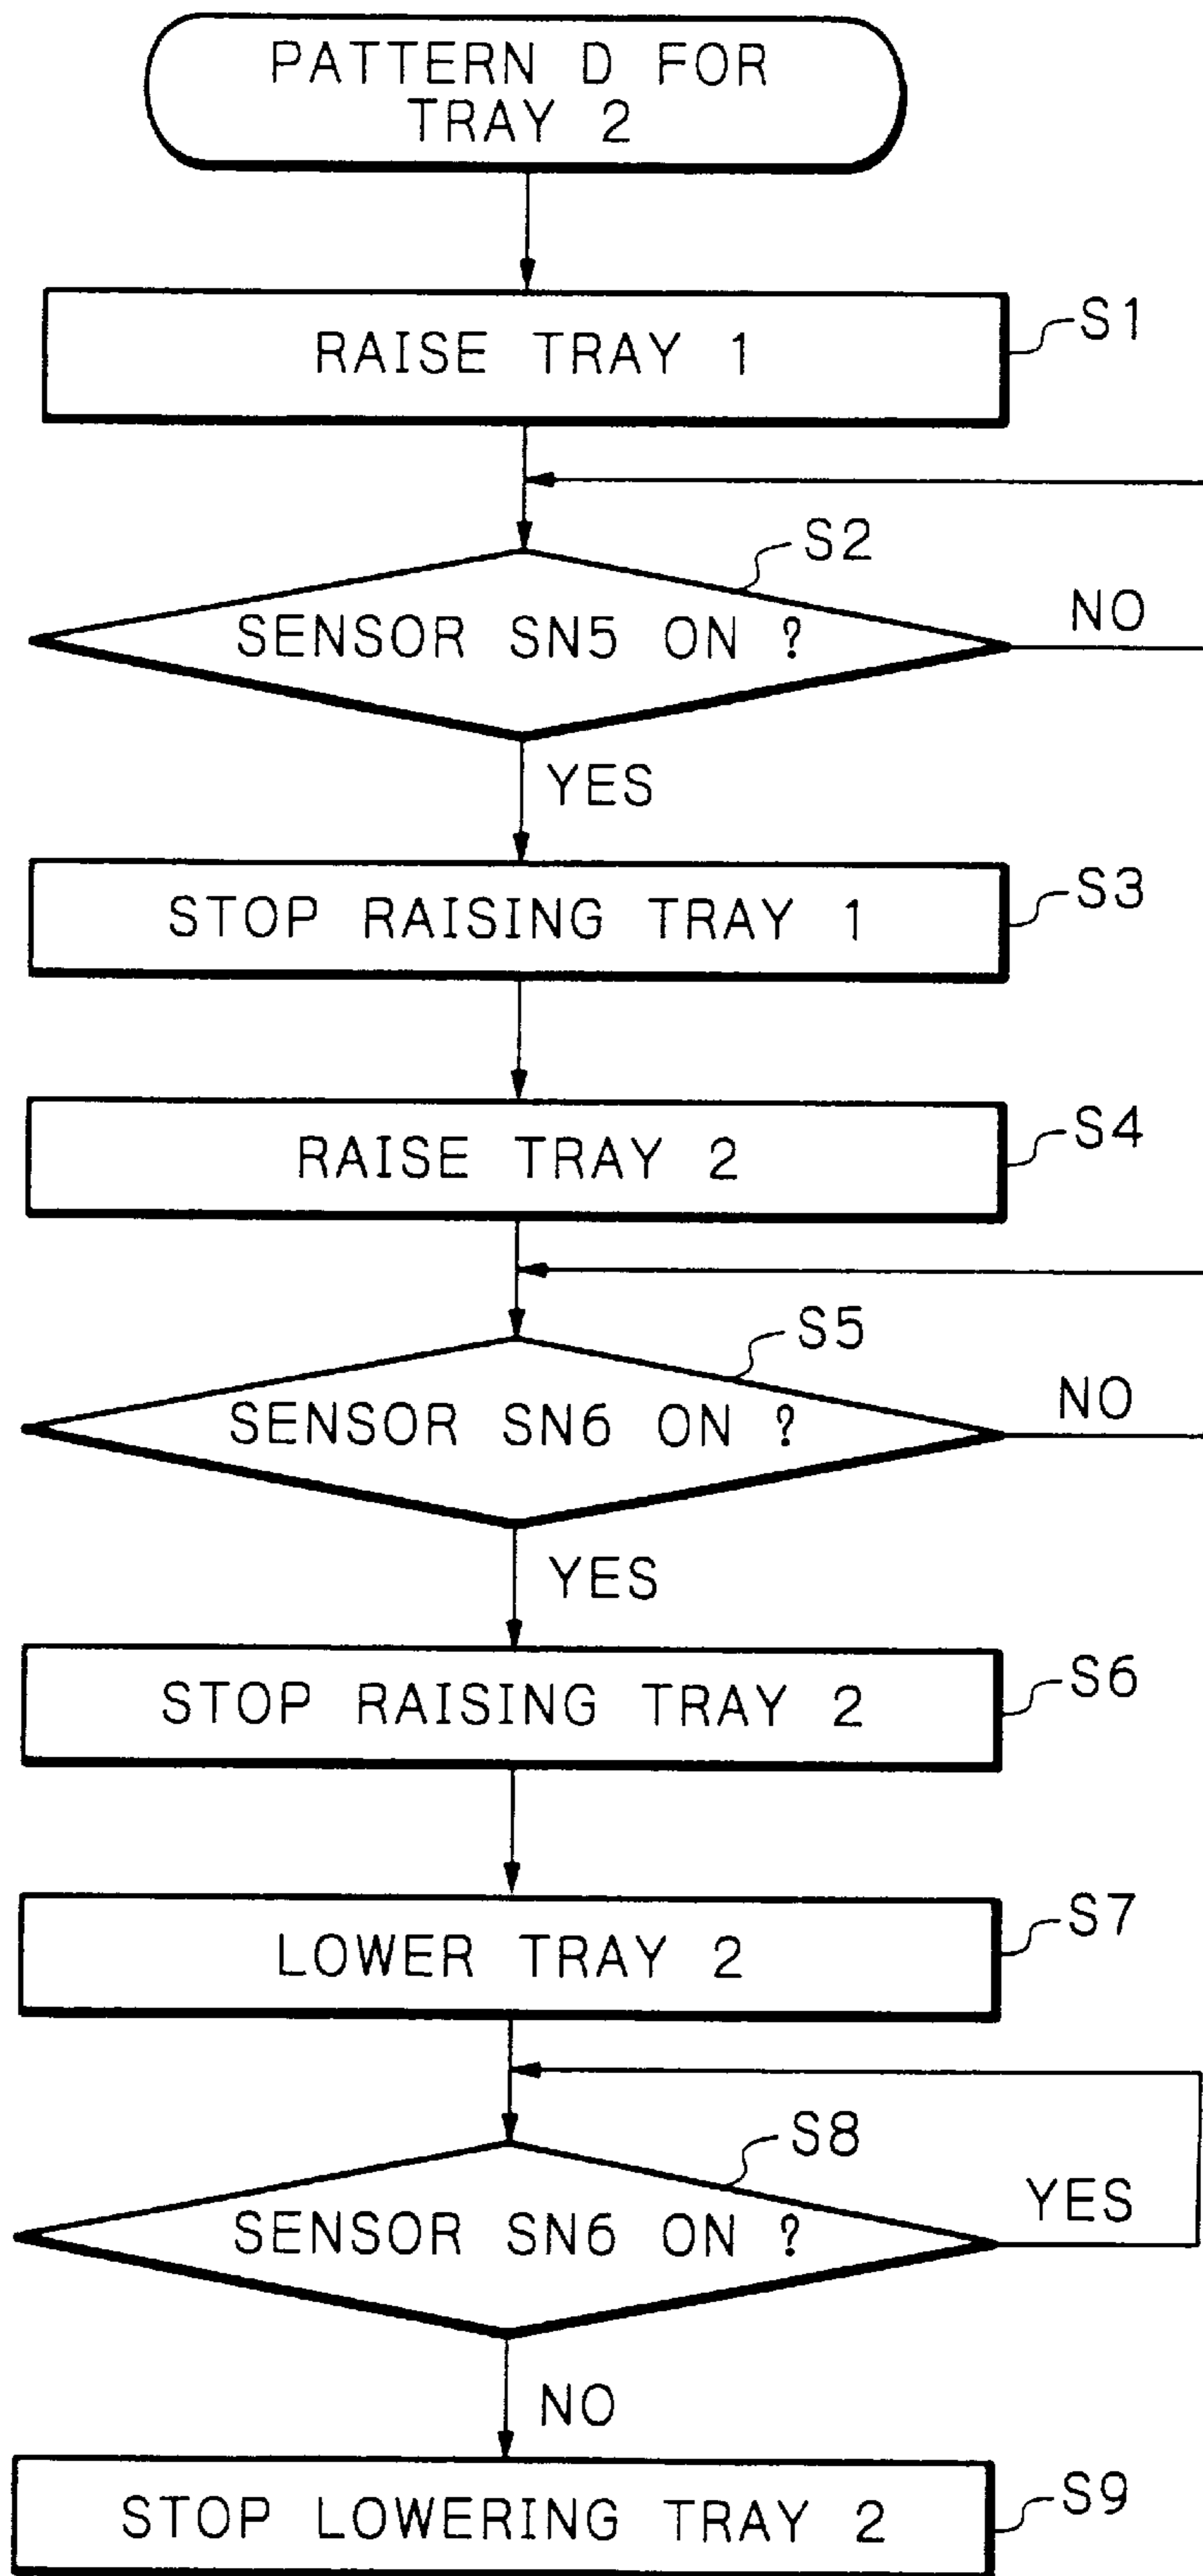 PATTERN D FOR
TRAY 2
RAISE TRAY 1
S1
S2
SENSOR SN5 ON ?
NO
YES
STOP RAISING TRAY 1
S3
RAISE TRAY 2
S4
S5
SENSOR SN6 ON ?
NO
YES
STOP RAISING TRAY 2
S6
LOWER TRAY 2
S7
S8
SENSOR SN6 ON ?
YES
NO
STOP LOWERING TRAY 2
S9